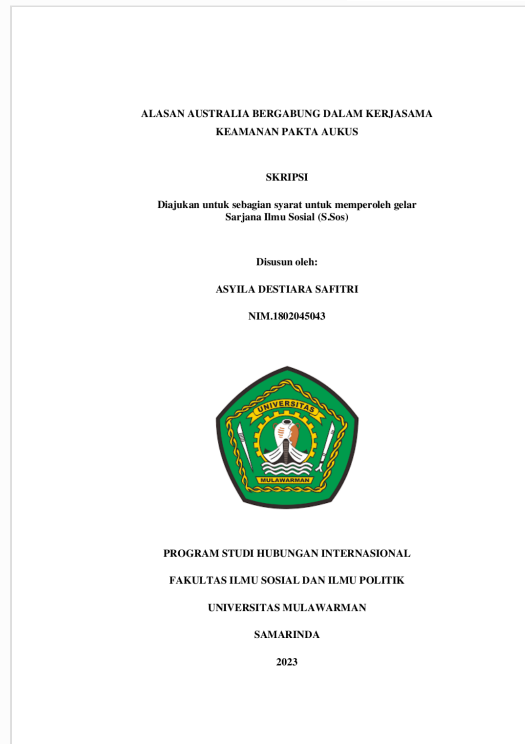 ALASAN AUSTRALIA BERGABUNG DALAM KERJASAMA
KEAMANAN PAKTA AUKUS
SKRIPSI
Diajukan untuk sebagian syarat untuk memperoleh gelar
Sarjana Ilmu Sosial (S.Sos)
Disusun oleh:
ASYILA DESTIARA SAFITRI
NIM.1802045043
UNIVERSITAS
MULAWARMAN
PROGRAM STUDI HUBUNGAN INTERNASIONAL
FAKULTAS ILMU SOSIAL DAN ILMU POLITIK
UNIVERSITAS MULAWARMAN
SAMARINDA
2023